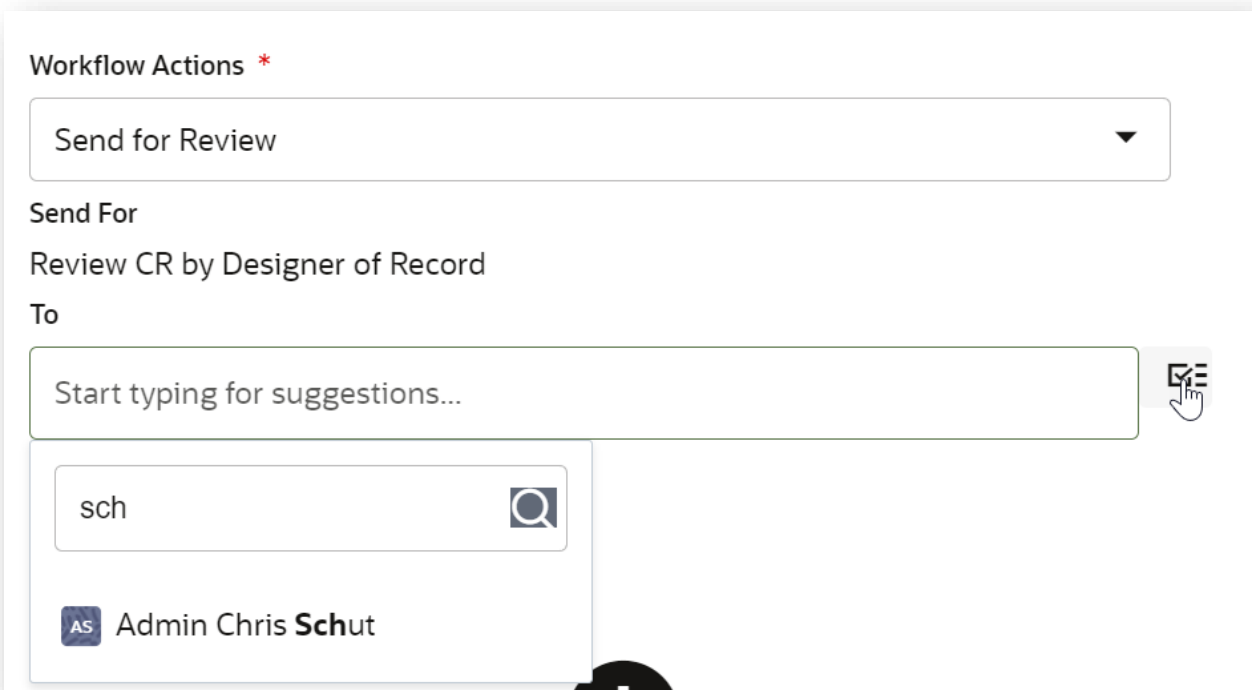 Workflow Actions *
Send for Review
Send For
Review CR by Designer of Record
To
Start typing for suggestions...
sch
AS Admin Chris Schut